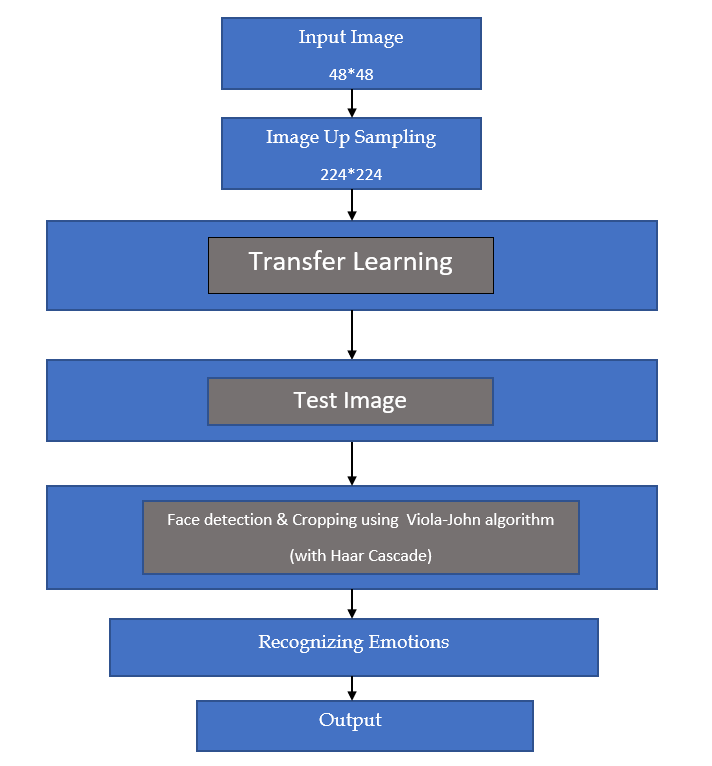 Input Image
48*48
Image Up Sampling
224*224
Transfer Learning
Test Image
Face detection & Cropping using Viola-John algorithm
(with Haar Cascade)
Recognizing Emotions
Output